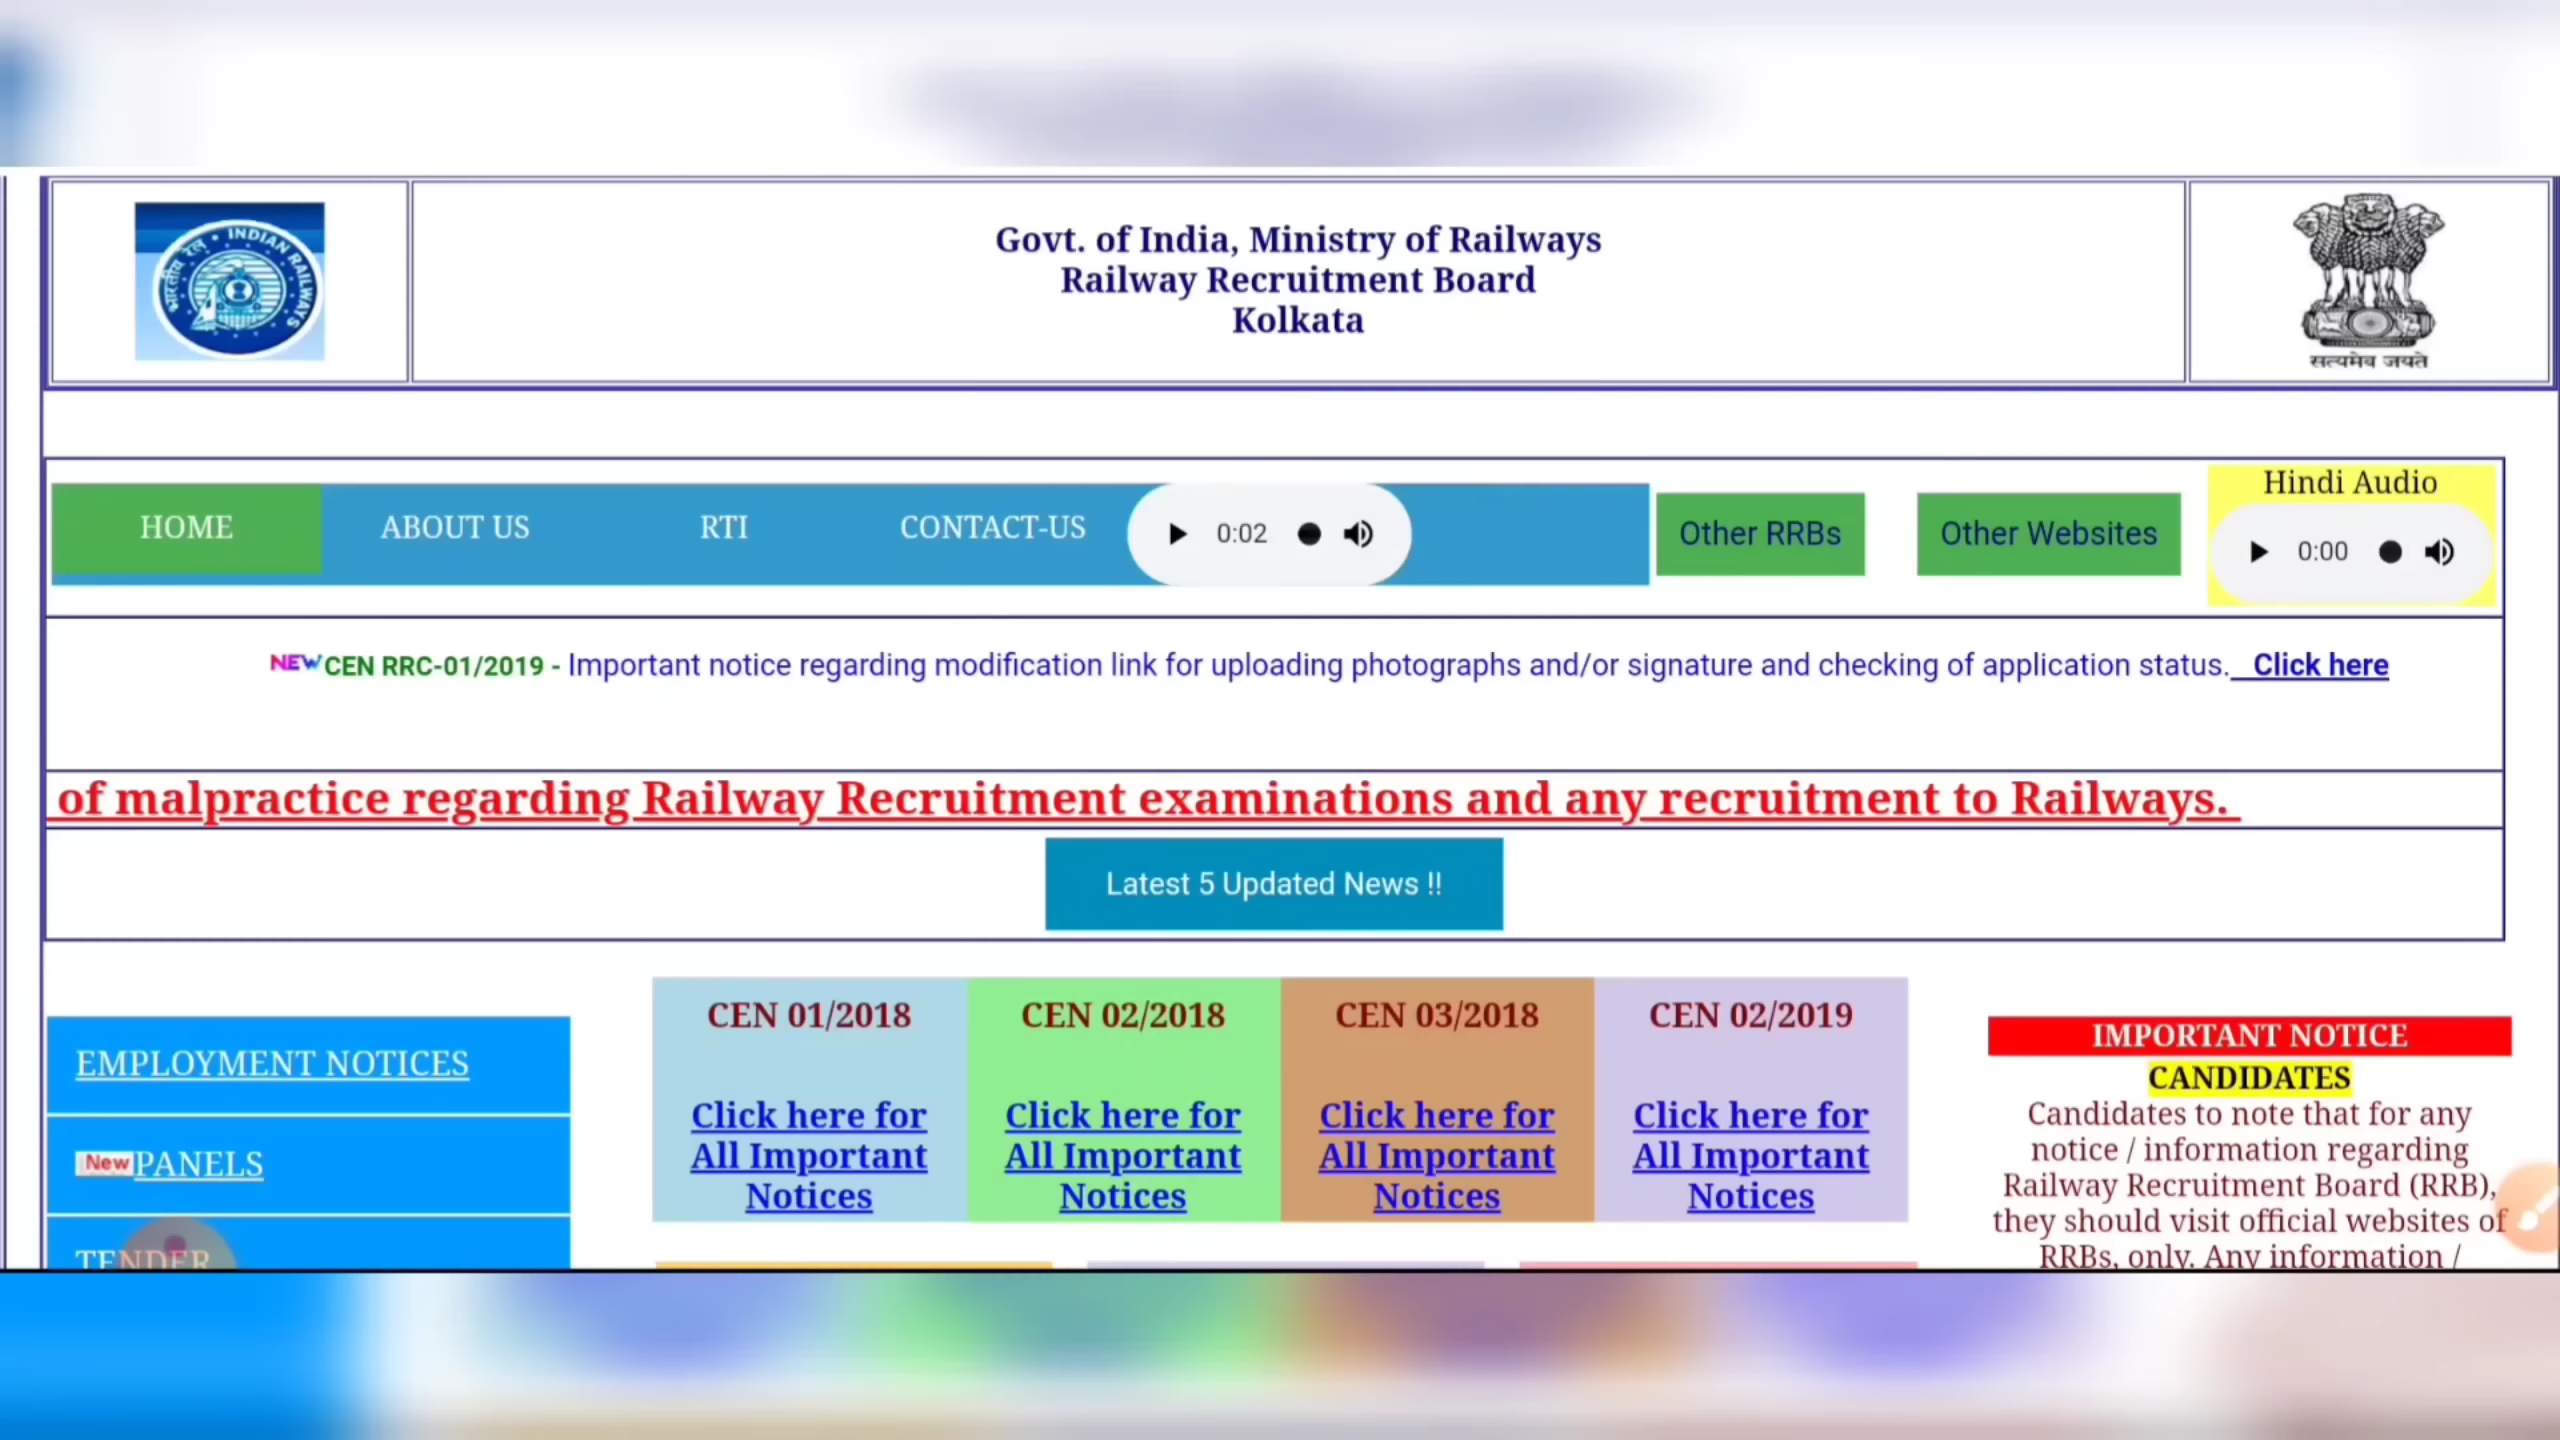 भारतीय रेल • INDIAN RAILWAYS
Govt. of India, Ministry of Railways
Railway Recruitment Board
Kolkata
सत्यमेव जयते
HOME
ABOUT US
RTI
CONTACT-US
0:02
Other RRBs
Other Websites
Hindi Audio
0:00
NEW CEN RRC-01/2019 - Important notice regarding modification link for uploading photographs and/or signature and checking of application status. Click here
of malpractice regarding Railway Recruitment examinations and any recruitment to Railways.
Latest 5 Updated News !!
EMPLOYMENT NOTICES
New PANELS
TENDER
CEN 01/2018
Click here for
All Important
Notices
CEN 02/2018
Click here for
All Important
Notices
CEN 03/2018
Click here for
All Important
Notices
CEN 02/2019
Click here for
All Important
Notices
IMPORTANT NOTICE
CANDIDATES
Candidates to note that for any
notice / information regarding
Railway Recruitment Board (RRB),
they should visit official websites of
RRBs, only. Any information /